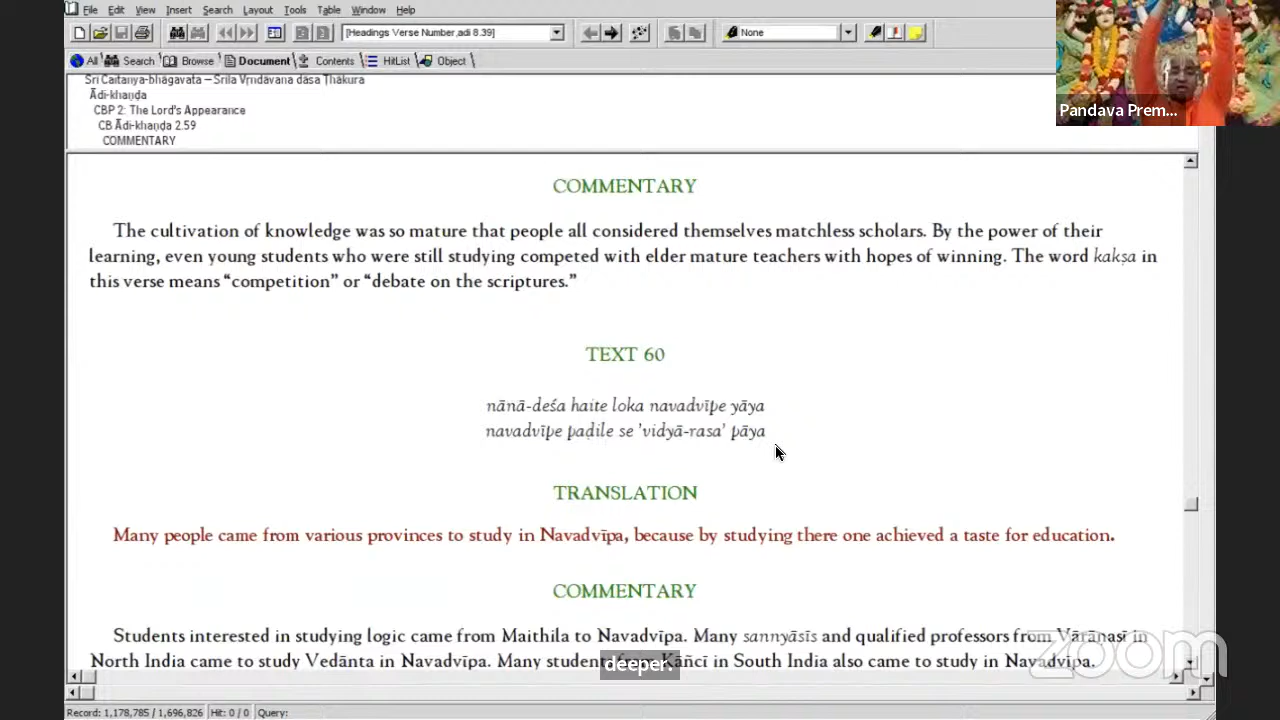 File Edit View Insert Search Layout Tools Table Window Help
[Headings Verse Number,adi 8.39]
None
All Search Browse Document Contents HitList Object
Śrī Caitanya-bhāgavata – Śrīla Vṛndāvana dāsa Ṭhākura
Ādi-khaṇḍa
CBP 2: The Lord's Appearance
CB Ādi-khaṇḍa 2.59
COMMENTARY
Pandava Prem...
COMMENTARY
The cultivation of knowledge was so mature that people all considered themselves matchless scholars. By the power of their
learning, even young students who were still studying competed with elder mature teachers with hopes of winning. The word kakṣa in
this verse means “competition” or “debate on the scriptures.”
TEXT 60
nānā-deśa haite loka navadvīpe yāya
navadvīpe paḍile se 'vidyā-rasa' pāya
TRANSLATION
Many people came from various provinces to study in Navadvīpa, because by studying there one achieved a taste for education.
COMMENTARY
Students interested in studying logic came from Maithila to Navadvīpa. Many sannyāsīs and qualified professors from Vārāṇasī in
North India came to study Vedānta in Navadvīpa. Many student Kāñcī in South India also came to study in Navadvīpa.
deeper.
zoom
Record: 1,178,785 / 1,696,826 Hit: 0 / 0 Query: